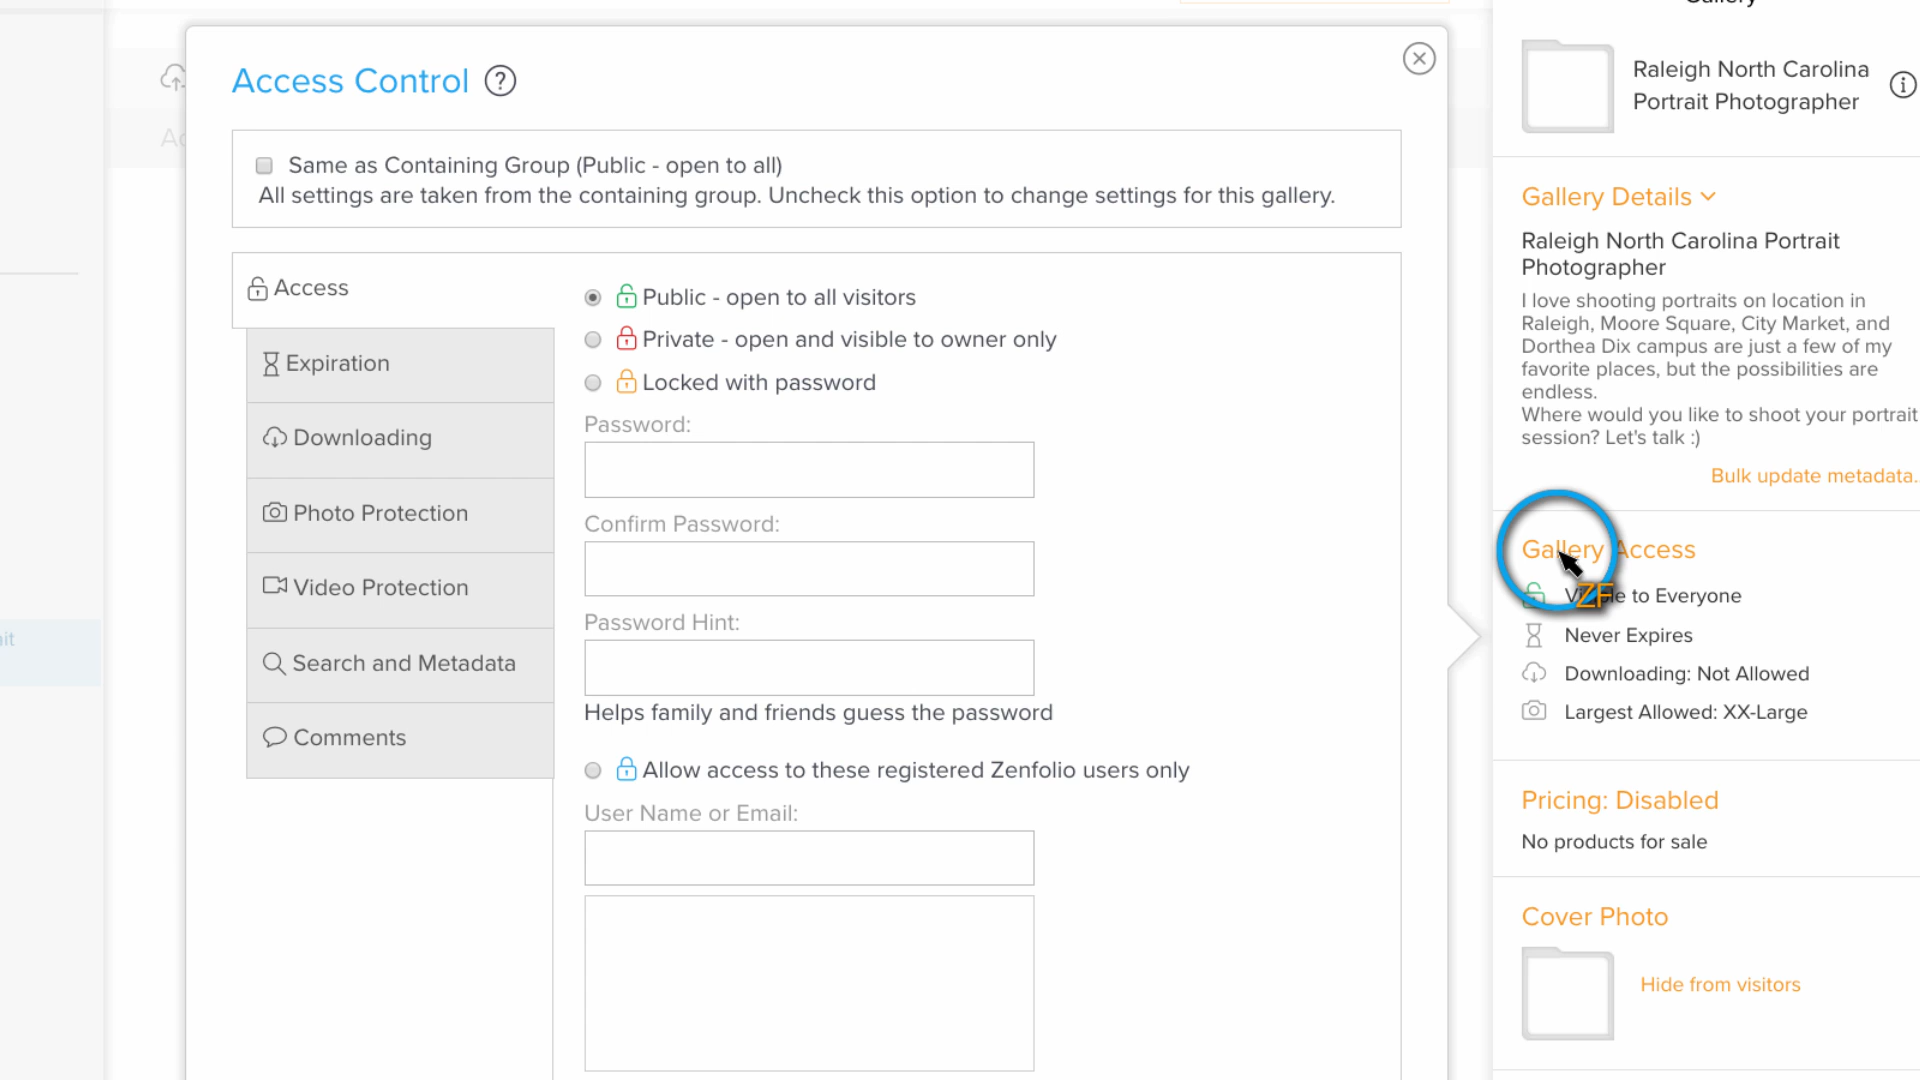 Access Control ?
Same as Containing Group (Public - open to all)
All settings are taken from the containing group. Uncheck this option to change settings for this gallery.
Access
Expiration
Downloading
Photo Protection
Video Protection
Search and Metadata
Comments
Public - open to all visitors
Private - open and visible to owner only
Locked with password
Password:
Confirm Password:
Password Hint:
Helps family and friends guess the password
Allow access to these registered Zenfolio users only
User Name or Email:
Raleigh North Carolina
Portrait Photographer
Gallery Details
Raleigh North Carolina Portrait
Photographer
I love shooting portraits on location in
Raleigh, Moore Square, City Market, and
Dorthea Dix campus are just a few of my
favorite places, but the possibilities are
endless.
Where would you like to shoot your portrait
session? Let's talk :)
Bulk update metadata..
Gallery Access
ZF
to Everyone
Never Expires
Downloading: Not Allowed
Largest Allowed: XX-Large
Pricing: Disabled
No products for sale
Cover Photo
Hide from visitors